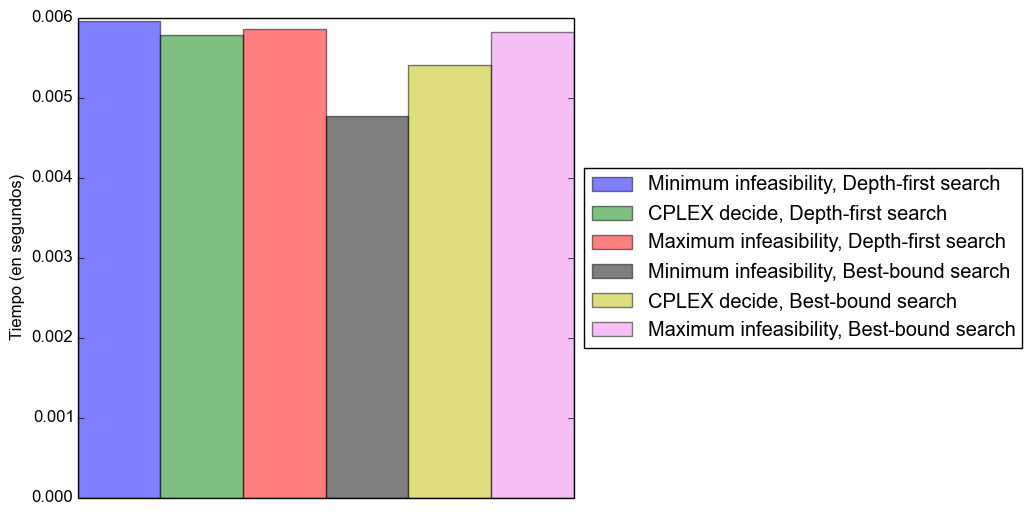 0.006
0.005
0.004
0.003
0.002
0.001
0.000
Tiempo (en segundos)
Minimum infeasibility, Depth-first search
CPLEX decide, Depth-first search
Maximum infeasibility, Depth-first search
Minimum infeasibility, Best-bound search
CPLEX decide, Best-bound search
Maximum infeasibility, Best-bound search